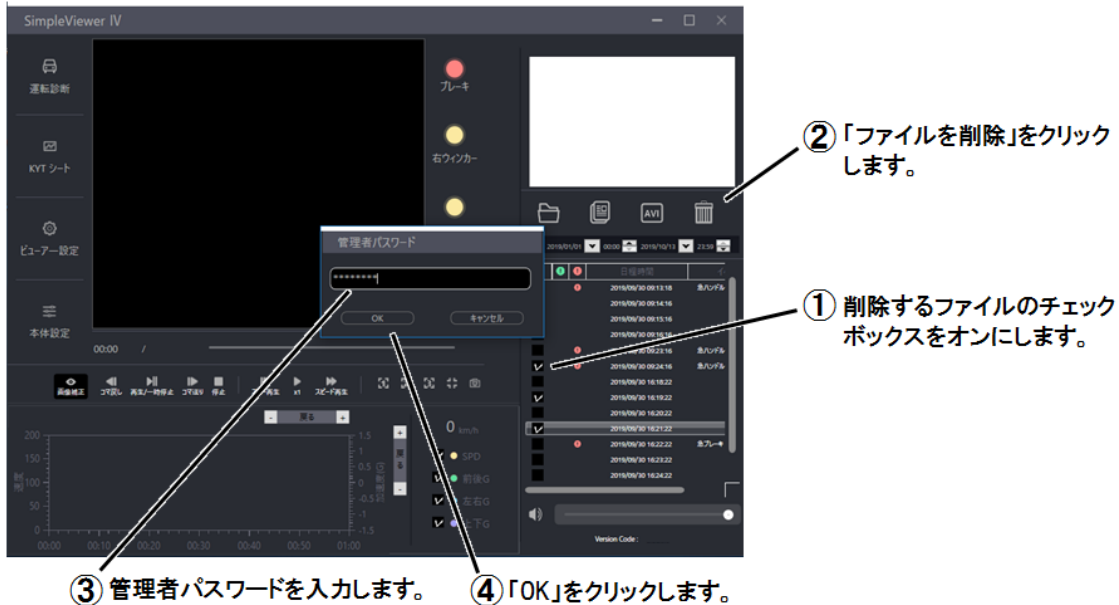 SimpleViewer IV
運転診断
KYT シート
ビューアー設定
本体設定
ブレーキ
右ウィンカー
管理者パスワード
********
OK
キャンセル
00:00 /
画像補正 コマ戻し 再生/一時停止 コマ送り 停止 x1 スピード再生
- 戻る +
200
150
100
50
0
速度
00:00 00:10 00:20 00:30 00:40 00:50 01:00
1.5
1
0.5
0
-0.5
-1
-1.5
+
戻る
-
0 km/h
SPD
前後G
左右G
上下G
AVI
2019/01/01 00:00 2019/10/13 23:59
2019/09/30 09:13:18 急ハンドル
2019/09/30 09:14:16
2019/09/30 09:15:16
2019/09/30 09:16:16
2019/09/30 09:23:16 急ハンドル
2019/09/30 09:24:16 急ハンドル
2019/09/30 16:18:22
2019/09/30 16:19:22
2019/09/30 16:20:22
2019/09/30 16:21:22
2019/09/30 16:22:22 急ブレーキ
2019/09/30 16:23:22
2019/09/30 16:24:22
Version Code :
② 「ファイルを削除」をクリック
します。
① 削除するファイルのチェック
ボックスをオンにします。
③ 管理者パスワードを入力します。
④ 「OK」をクリックします。